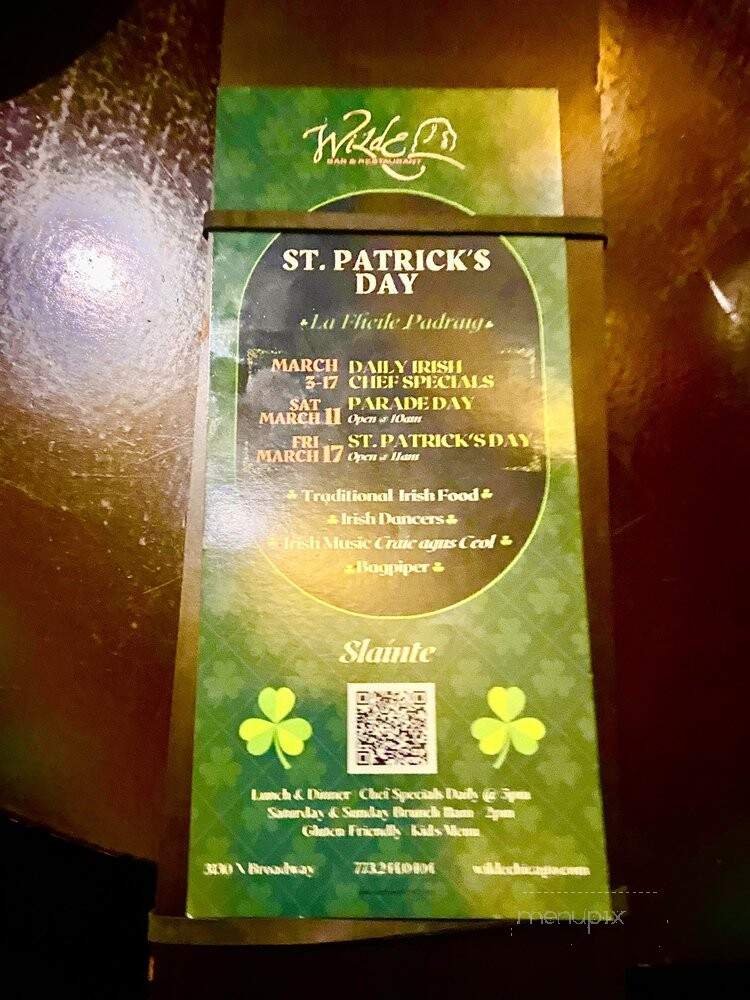 WildE
BAR & RESTAURANT
ST. PATRICK'S
DAY
La Fheile Padraig
MARCH 3-17 DAILY IRISH CHEF SPECIALS
SAT MARCH 11 PARADE DAY
Open @ 10am
FRI MARCH 17 ST. PATRICK'S DAY
Open @ 11am
Traditional Irish Food
Irish Dancers
Irish Music Craic agus Ceol
Bagpiper
Slainte
Lunch & Dinner | Chef Specials Daily @ 5pm
Saturday & Sunday Brunch 11am - 2pm
Gluten Friendly | Kid's Menu
3130 N Broadway 773.244.0404 wildechicago.com
menupix